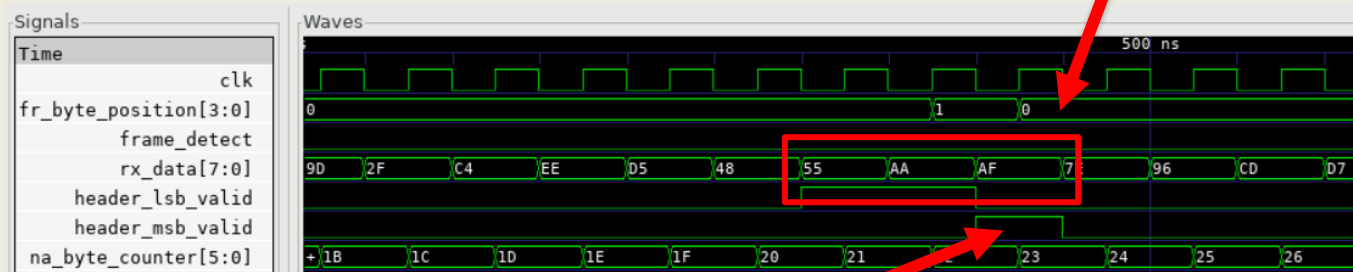 Signals
Waves
Time
500 ns
clk
fr_byte_position[3:0]
0 1 0
frame_detect
rx_data[7:0]
9D 2F C4 EE D5 48 55 AA AF 96 CD D7
header_lsb_valid
header_msb_valid
na_byte_counter[5:0]
+ 1B 1C 1D 1E 1F 20 21 23 24 25 26